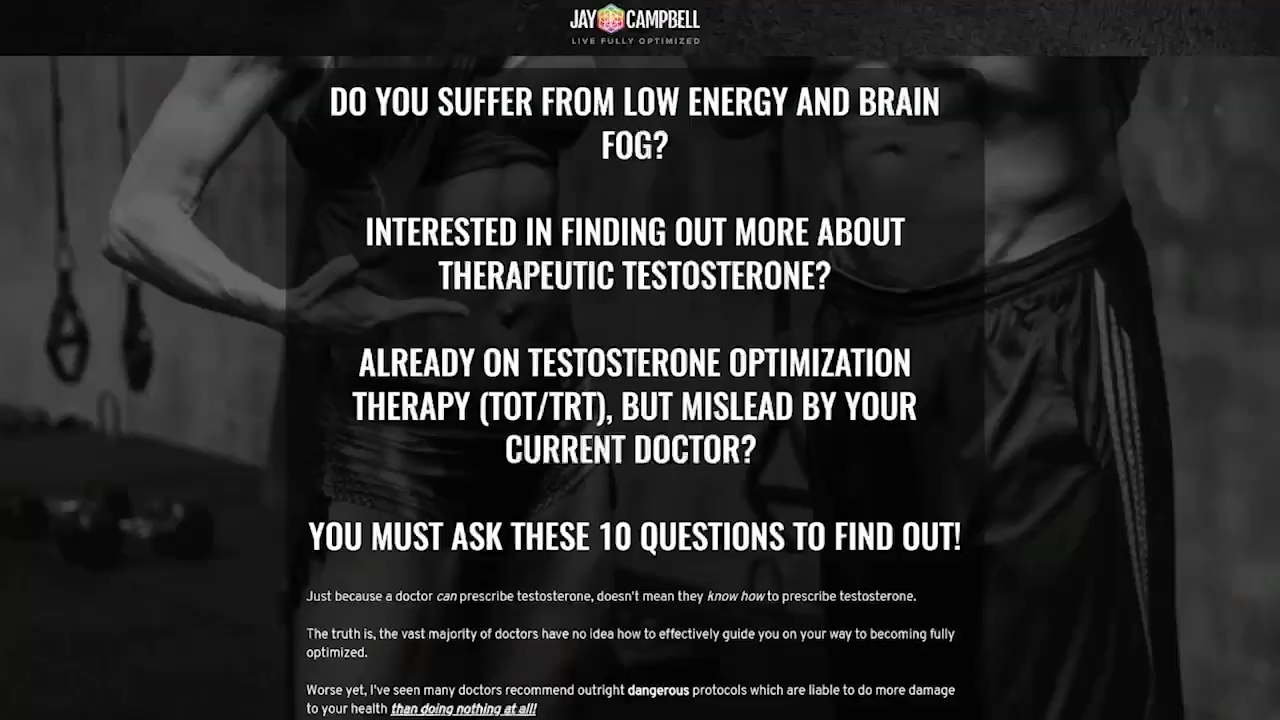 JAY CAMPBELL
LIVE FULLY OPTIMIZED
DO YOU SUFFER FROM LOW ENERGY AND BRAIN
FOG?
INTERESTED IN FINDING OUT MORE ABOUT
THERAPEUTIC TESTOSTERONE?
ALREADY ON TESTOSTERONE OPTIMIZATION
THERAPY (TOT/TRT), BUT MISLEAD BY YOUR
CURRENT DOCTOR?
YOU MUST ASK THESE 10 QUESTIONS TO FIND OUT!
Just because a doctor can prescribe testosterone, doesn't mean they know how to prescribe testosterone.
The truth is, the vast majority of doctors have no idea how to effectively guide you on your way to becoming fully
optimized.
Worse yet, I've seen many doctors recommend outright dangerous protocols which are liable to do more damage
to your health than doing nothing at all!